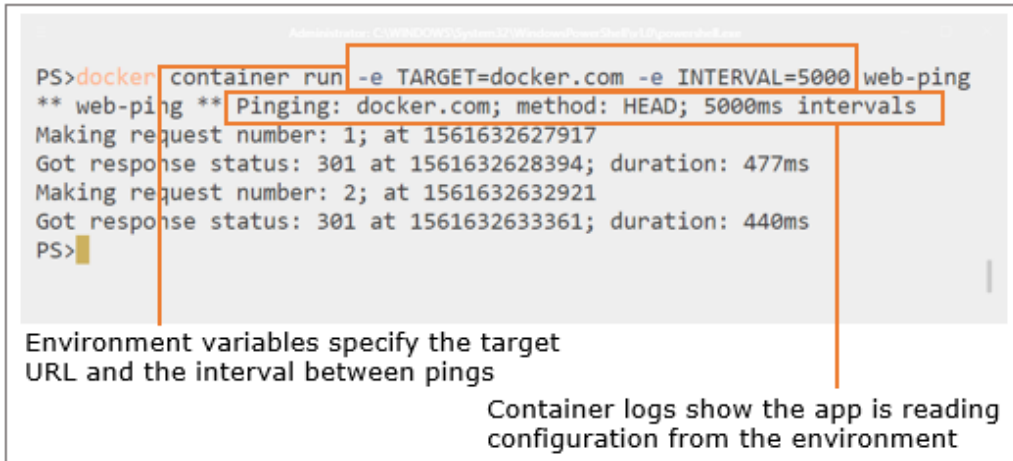 Administrator: C:\WINDOWS\System32\WindowsPowerShell\v1.0\powershell.exe
PS>docker container run -e TARGET=docker.com -e INTERVAL=5000 web-ping
** web-ping ** Pinging: docker.com; method: HEAD; 5000ms intervals
Making request number: 1; at 1561632627917
Got response status: 301 at 1561632628394; duration: 477ms
Making request number: 2; at 1561632632921
Got response status: 301 at 1561632633361; duration: 440ms
PS>
Environment variables specify the target
URL and the interval between pings
Container logs show the app is reading
configuration from the environment